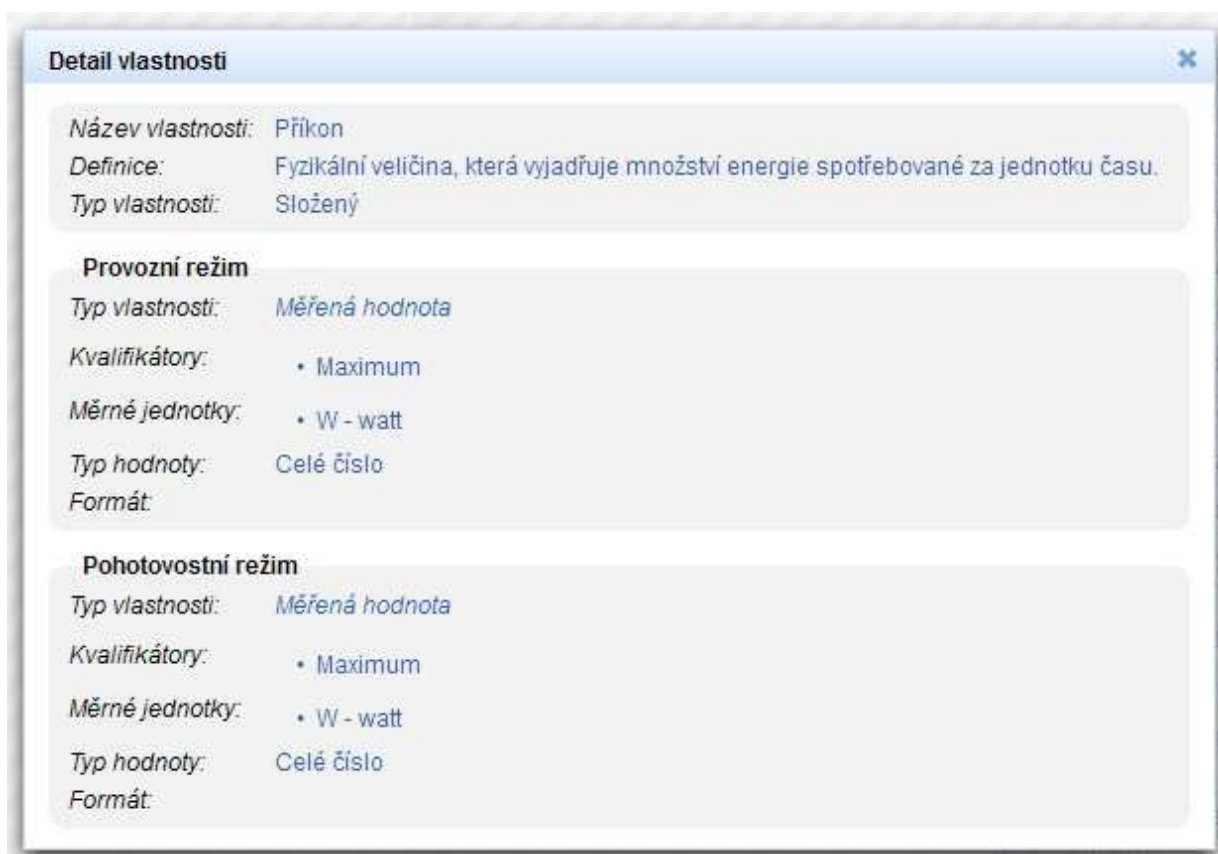 Detail vlastnosti
Název vlastnosti: Příkon
Definice: Fyzikální veličina, která vyjadřuje množství energie spotřebované za jednotku času.
Typ vlastnosti: Složený
Provozní režim
Typ vlastnosti: Měřená hodnota
Kvalifikátory: • Maximum
Měrné jednotky: • W - watt
Typ hodnoty: Celé číslo
Formát:
Pohotovostní režim
Typ vlastnosti: Měřená hodnota
Kvalifikátory: • Maximum
Měrné jednotky: • W - watt
Typ hodnoty: Celé číslo
Formát: